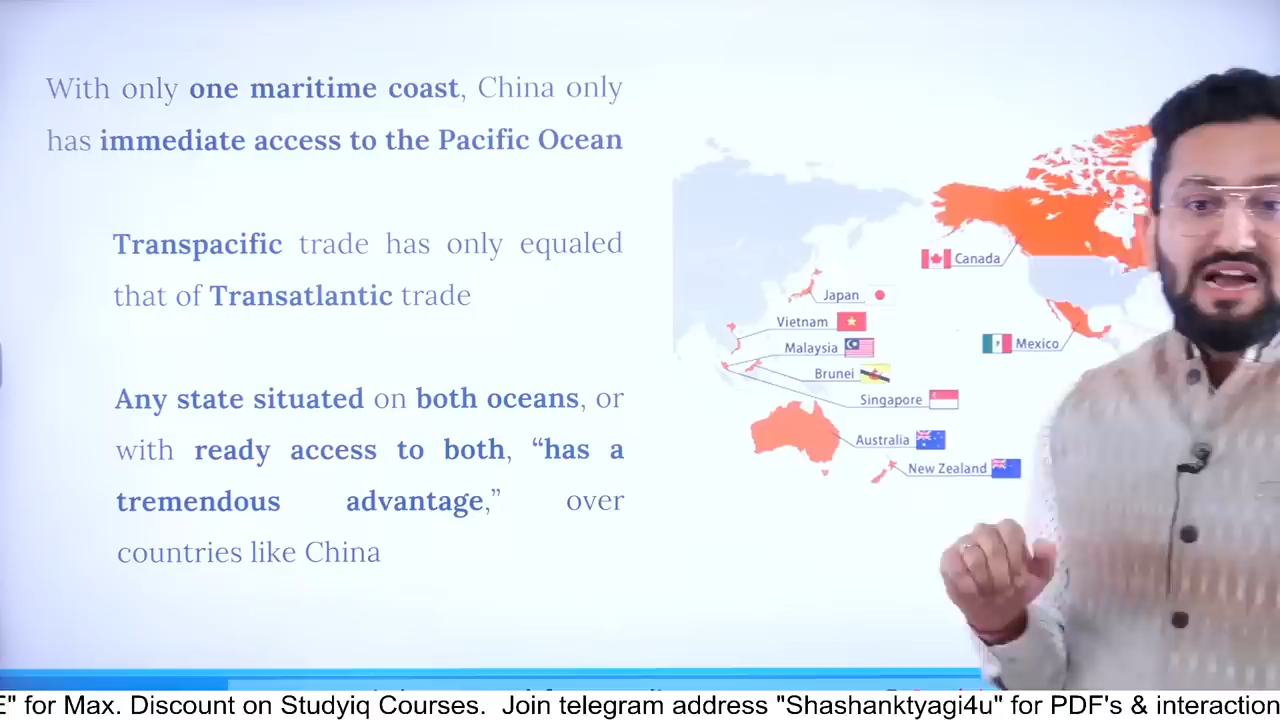 With only one maritime coast, China only
has immediate access to the Pacific Ocean
Transpacific trade has only equaled
that of Transatlantic trade
Any state situated on both oceans, or
with ready access to both, “has a
tremendous advantage,” over
countries like China
Canada
Japan
Vietnam
Mexico
Malaysia
Brunei
Singapore
Australia
New Zealand
E" for Max. Discount on Studyiq Courses. Join telegram address "Shashanktyagi4u" for PDF's & interaction